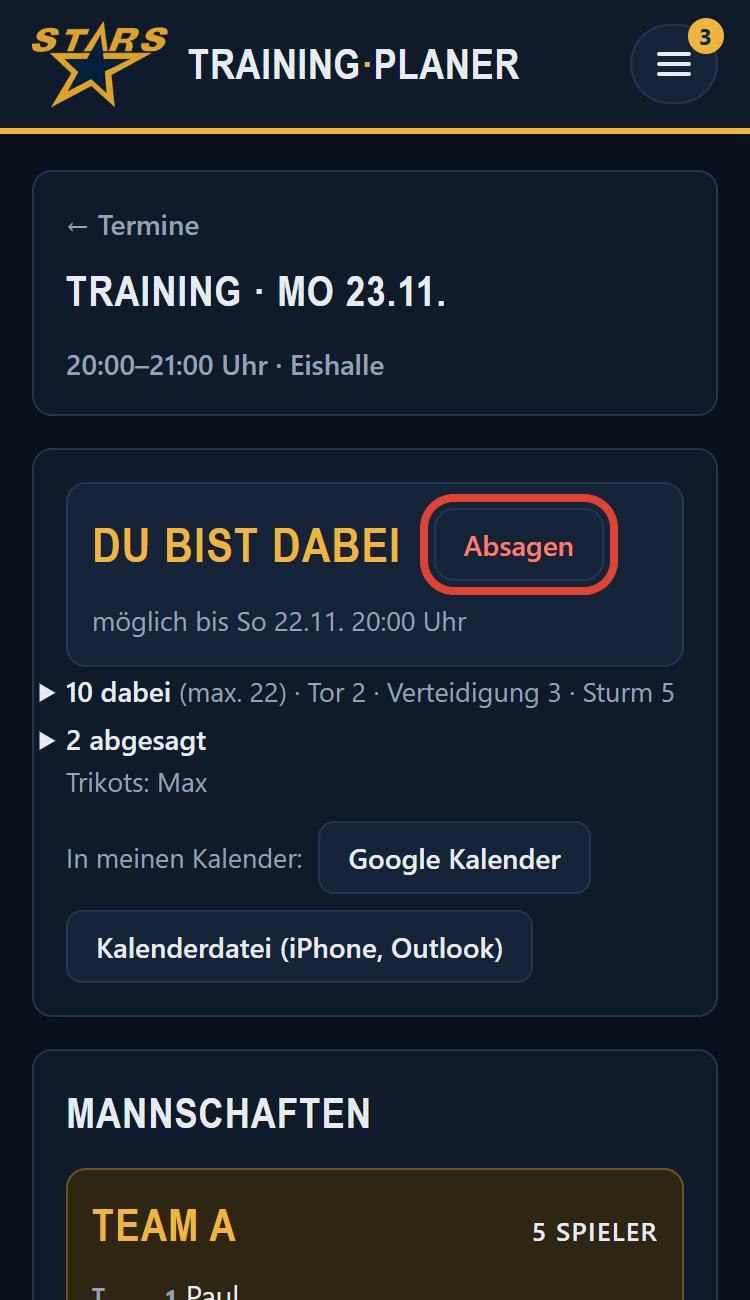 STARS
TRAINING·PLANER
3
← Termine
TRAINING · MO 23.11.
20:00–21:00 Uhr · Eishalle
DU BIST DABEI
Absagen
möglich bis So 22.11. 20:00 Uhr
▶ 10 dabei (max. 22) · Tor 2 · Verteidigung 3 · Sturm 5
▶ 2 abgesagt
Trikots: Max
In meinen Kalender:
Google Kalender
Kalenderdatei (iPhone, Outlook)
MANNSCHAFTEN
TEAM A
5 SPIELER
T 1 Paul